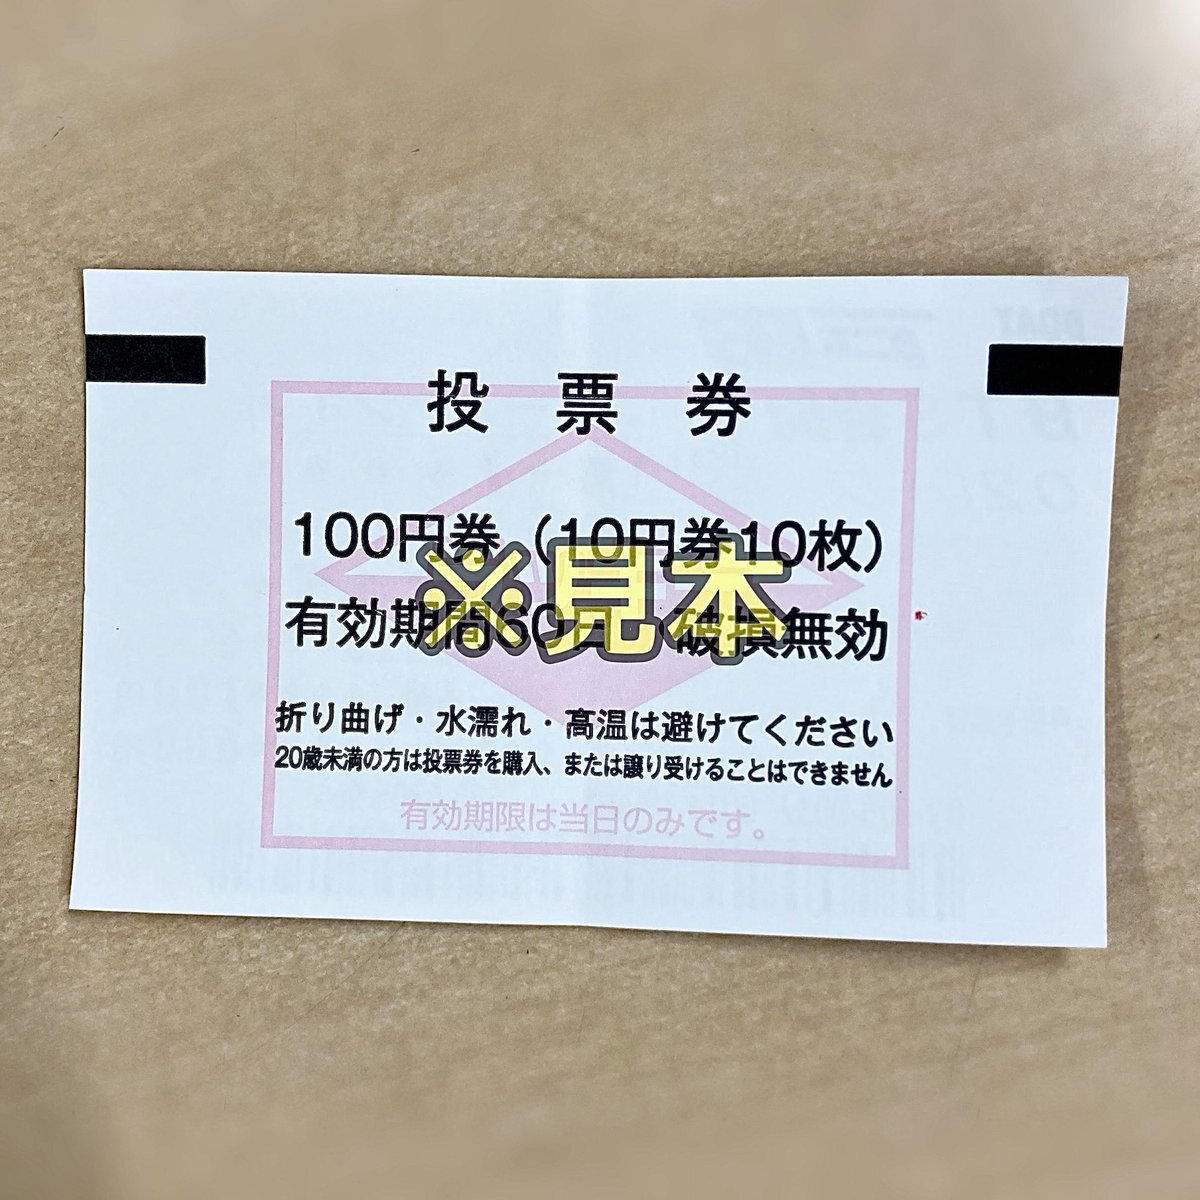 投票券
100円券（10円券10枚）
※見本
有効期間60日 破損無効
折り曲げ・水濡れ・高温は避けてください
20歳未満の方は投票券を購入、または譲り受けることはできません
有効期限は当日のみです。